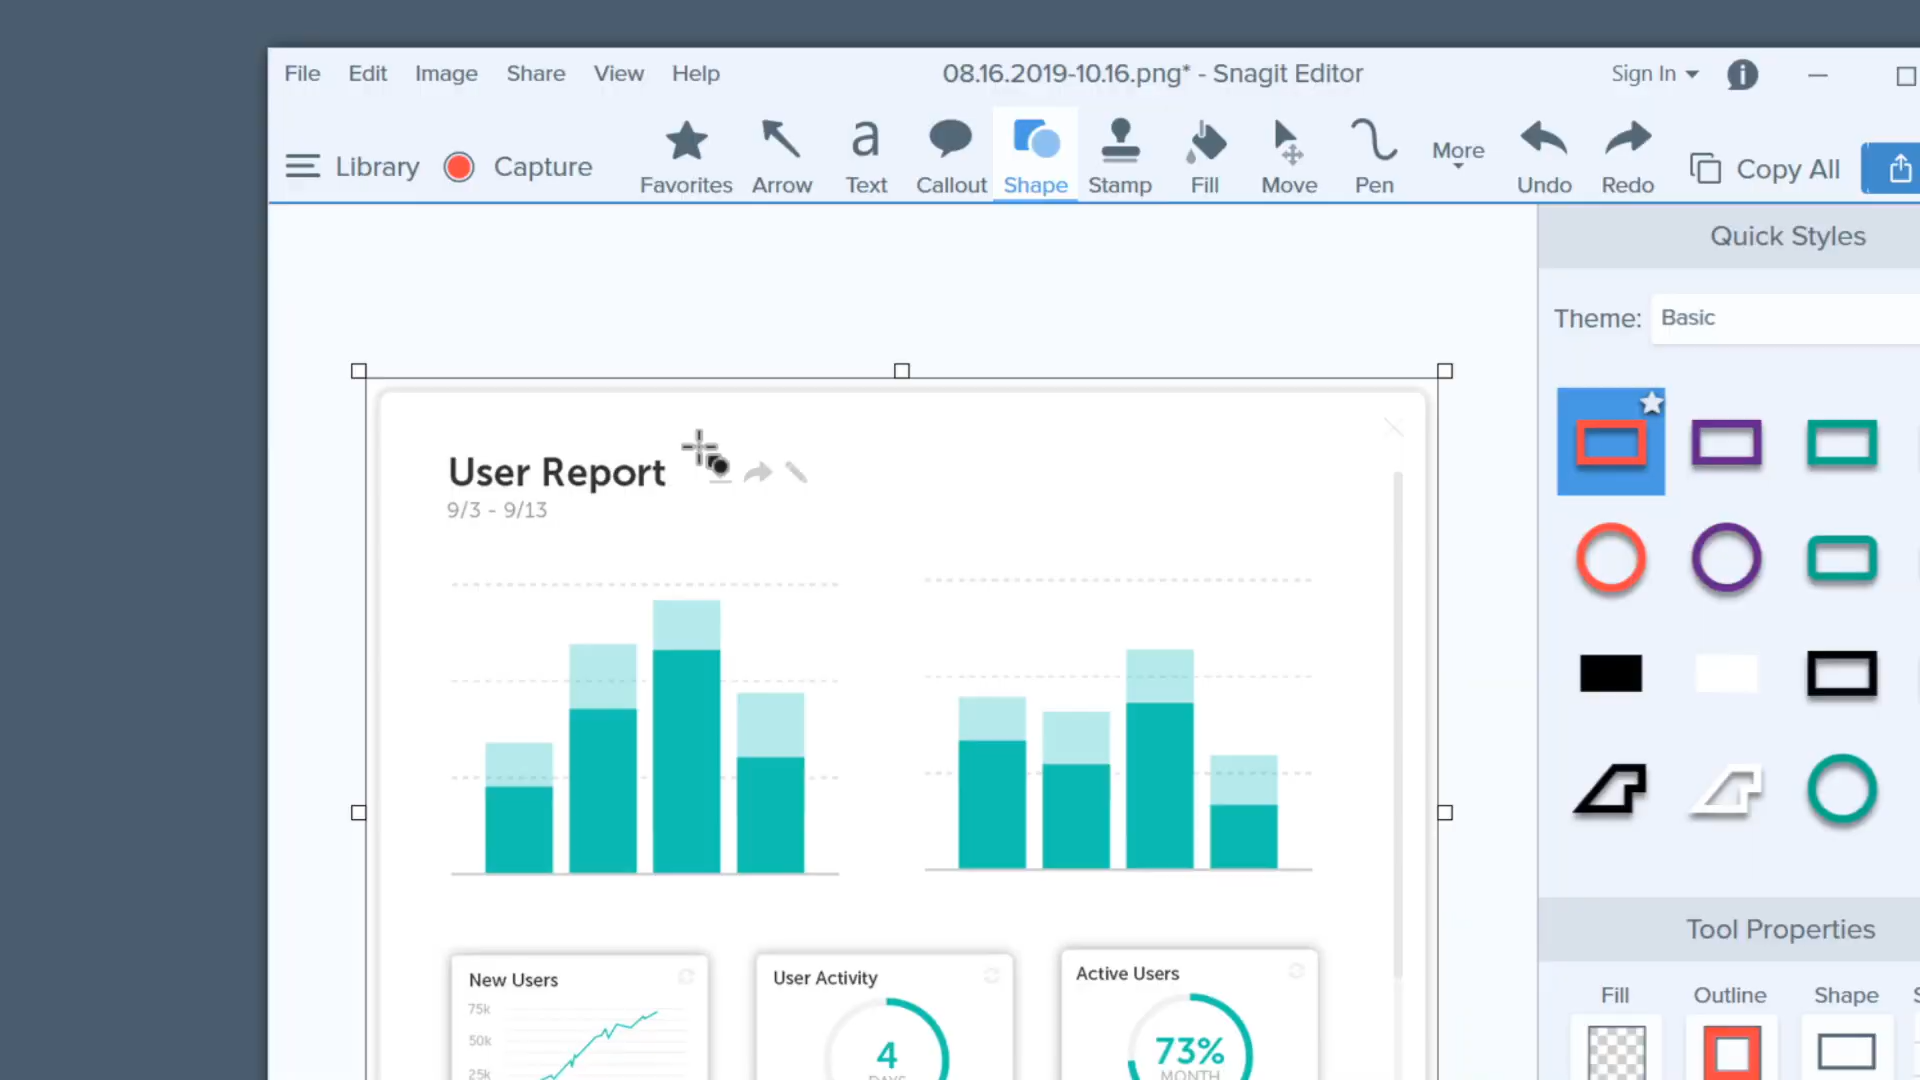 File Edit Image Share View Help 08.16.2019-10.16.png* - Snagit Editor Sign In
Library Capture Favorites Arrow a Text Callout Shape Stamp Fill Move Pen More Undo Redo Copy All
Quick Styles
Theme: Basic
User Report
9/3 - 9/13
Tool Properties
Fill Outline Shape
New Users
75k
50k
25k
User Activity
4
DAYS
Active Users
73%
MONTH